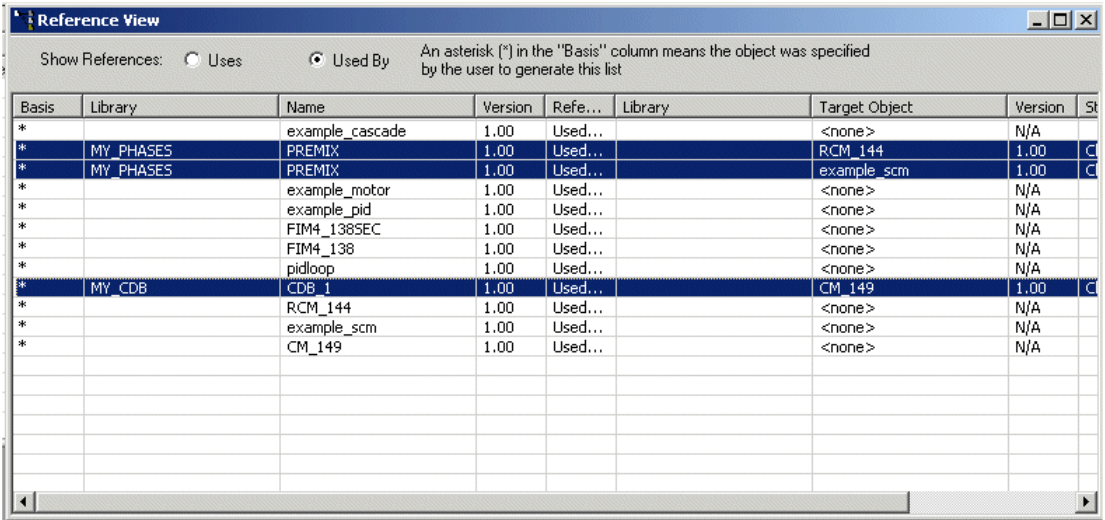 Reference View
Show References: Uses Used By An asterisk (*) in the "Basis" column means the object was specified
by the user to generate this list
Basis Library Name Version Refe... Library Target Object Version St
* example_cascade 1.00 Used... <none> N/A
* MY_PHASES PREMIX 1.00 Used... RCM_144 1.00
* MY_PHASES PREMIX 1.00 Used... example_scm 1.00
* example_motor 1.00 Used... <none> N/A
* example_pid 1.00 Used... <none> N/A
* FIM4_138SEC 1.00 Used... <none> N/A
* FIM4_138 1.00 Used... <none> N/A
* pidloop 1.00 Used... <none> N/A
* MY_CDB CDB_1 1.00 Used... CM_149 1.00
* RCM_144 1.00 Used... <none> N/A
* example_scm 1.00 Used... <none> N/A
* CM_149 1.00 Used... <none> N/A